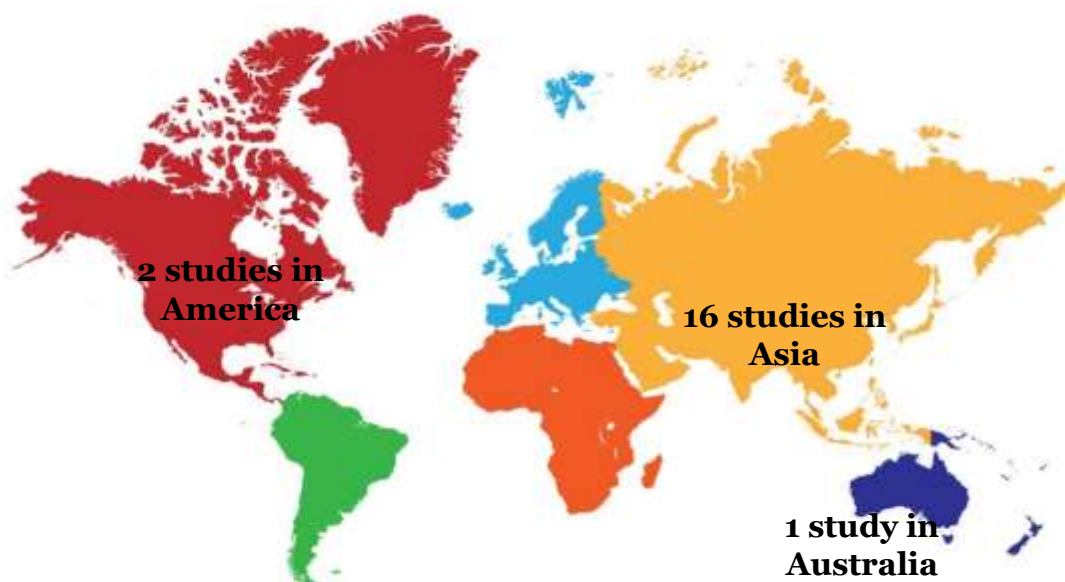 2 studies in
America
16 studies in
Asia
1 study in
Australia